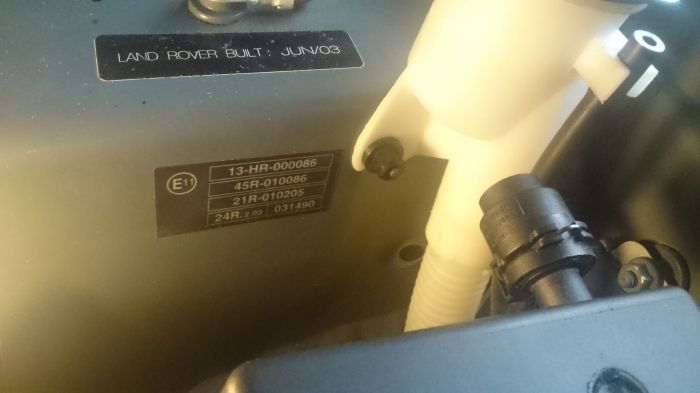 LAND ROVER BUILT: JUN/03
E11
13-HR-000086
45R-010086
21R-010205
24R. 2.03 031490